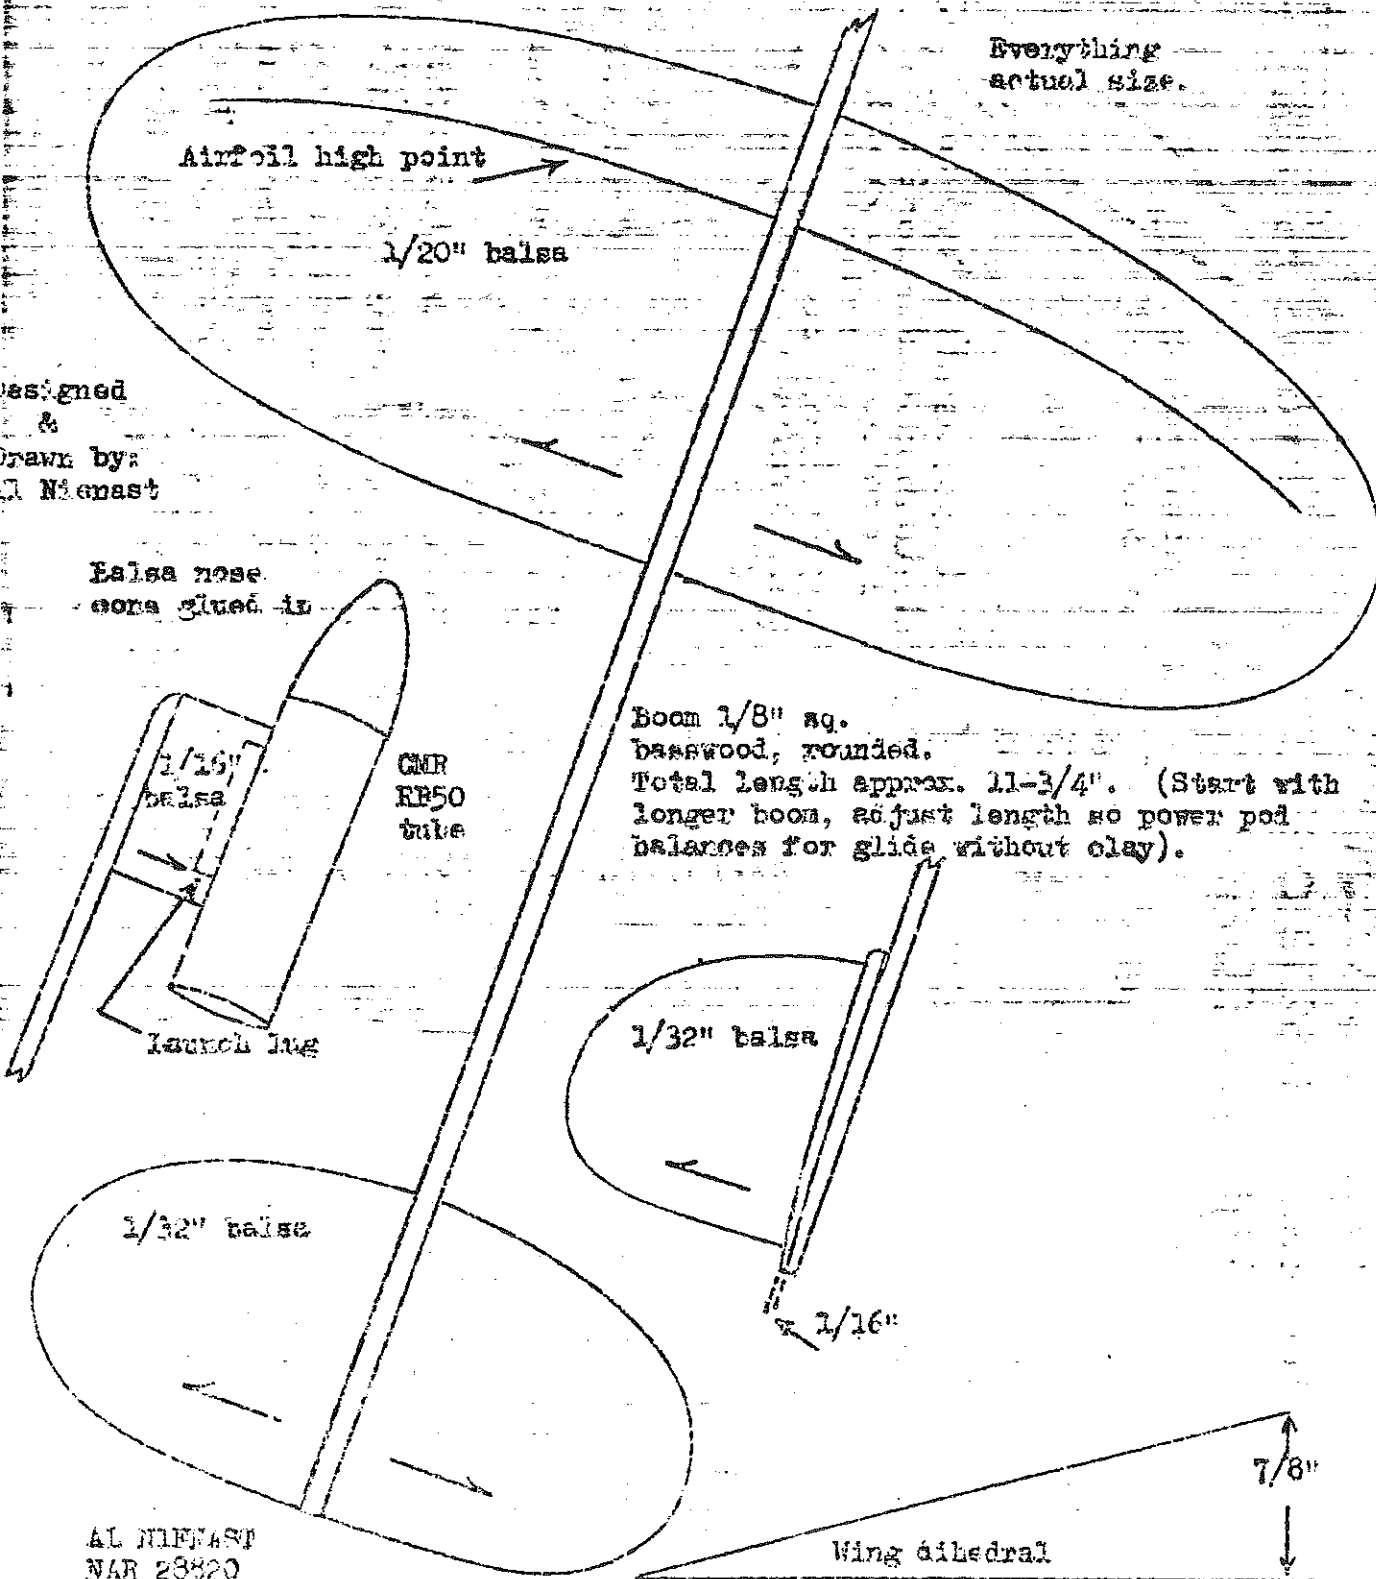 Everything
actual size.
Airfoil high point
1/20" balsa
esigned
&
Drawn by:
Al Nienast
Balsa nose
cone glued in
1/16"
balsa
CMR
RB50
tube
Boom 1/8" sq.
basswood, rounded.
Total length approx. 11-3/4". (Start with
longer boom, adjust length so power pod
balances for glide without clay).
launch lug
1/32" balsa
1/32" balsa
1/16"
7/8"
Wing dihedral
AL NIENAST
NAR 28820